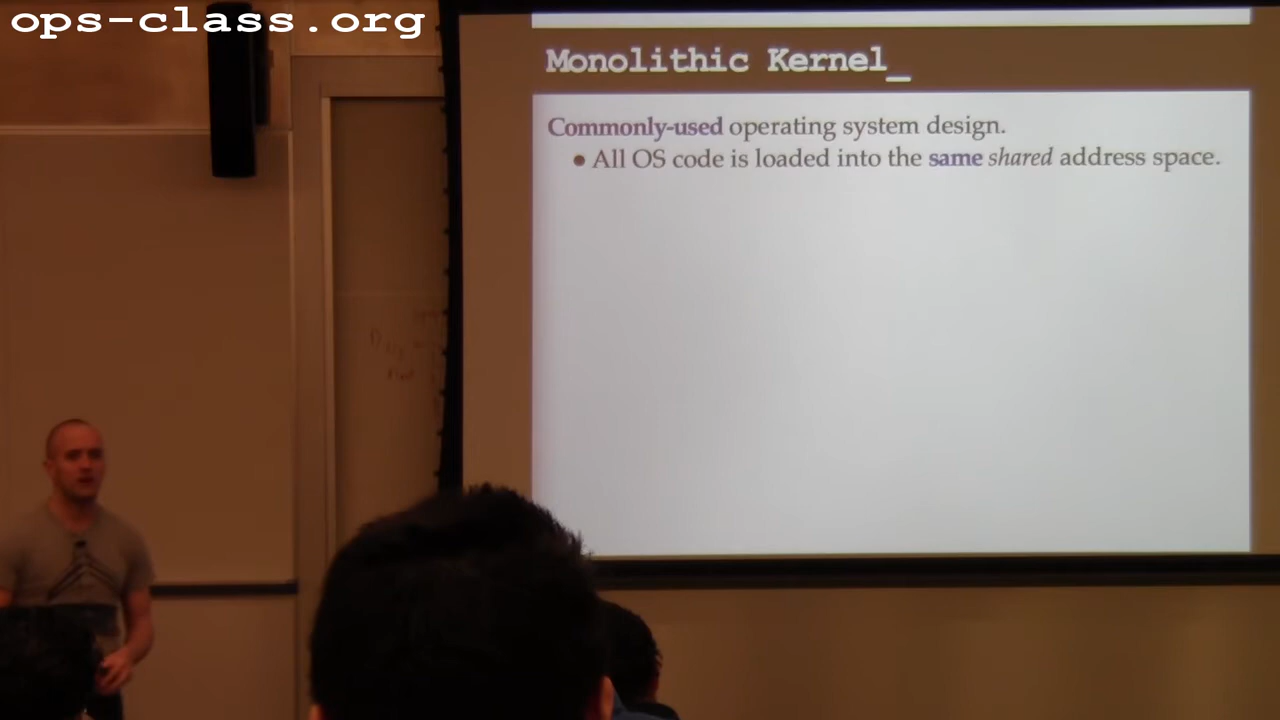 ops-class.org
Monolithic Kernel_
Commonly-used operating system design.
• All OS code is loaded into the same shared address space.